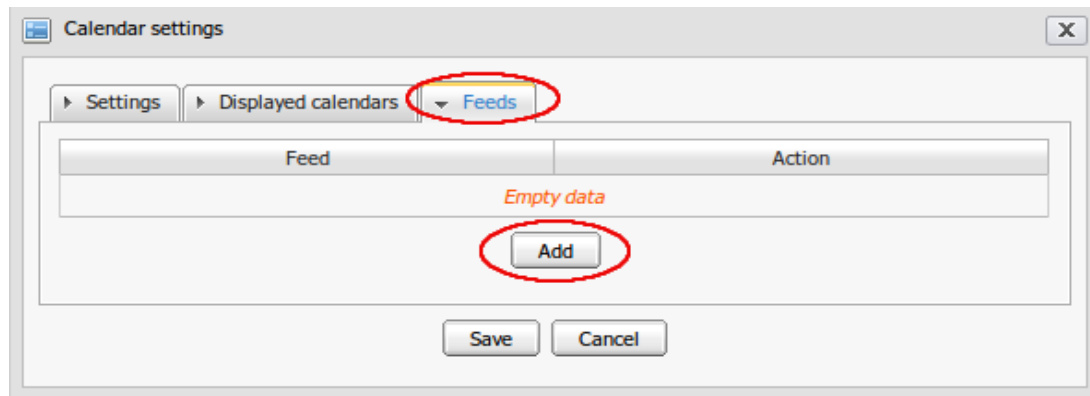 Calendar settings
Settings Displayed calendars Feeds
Feed Action
Empty data
Add
Save Cancel